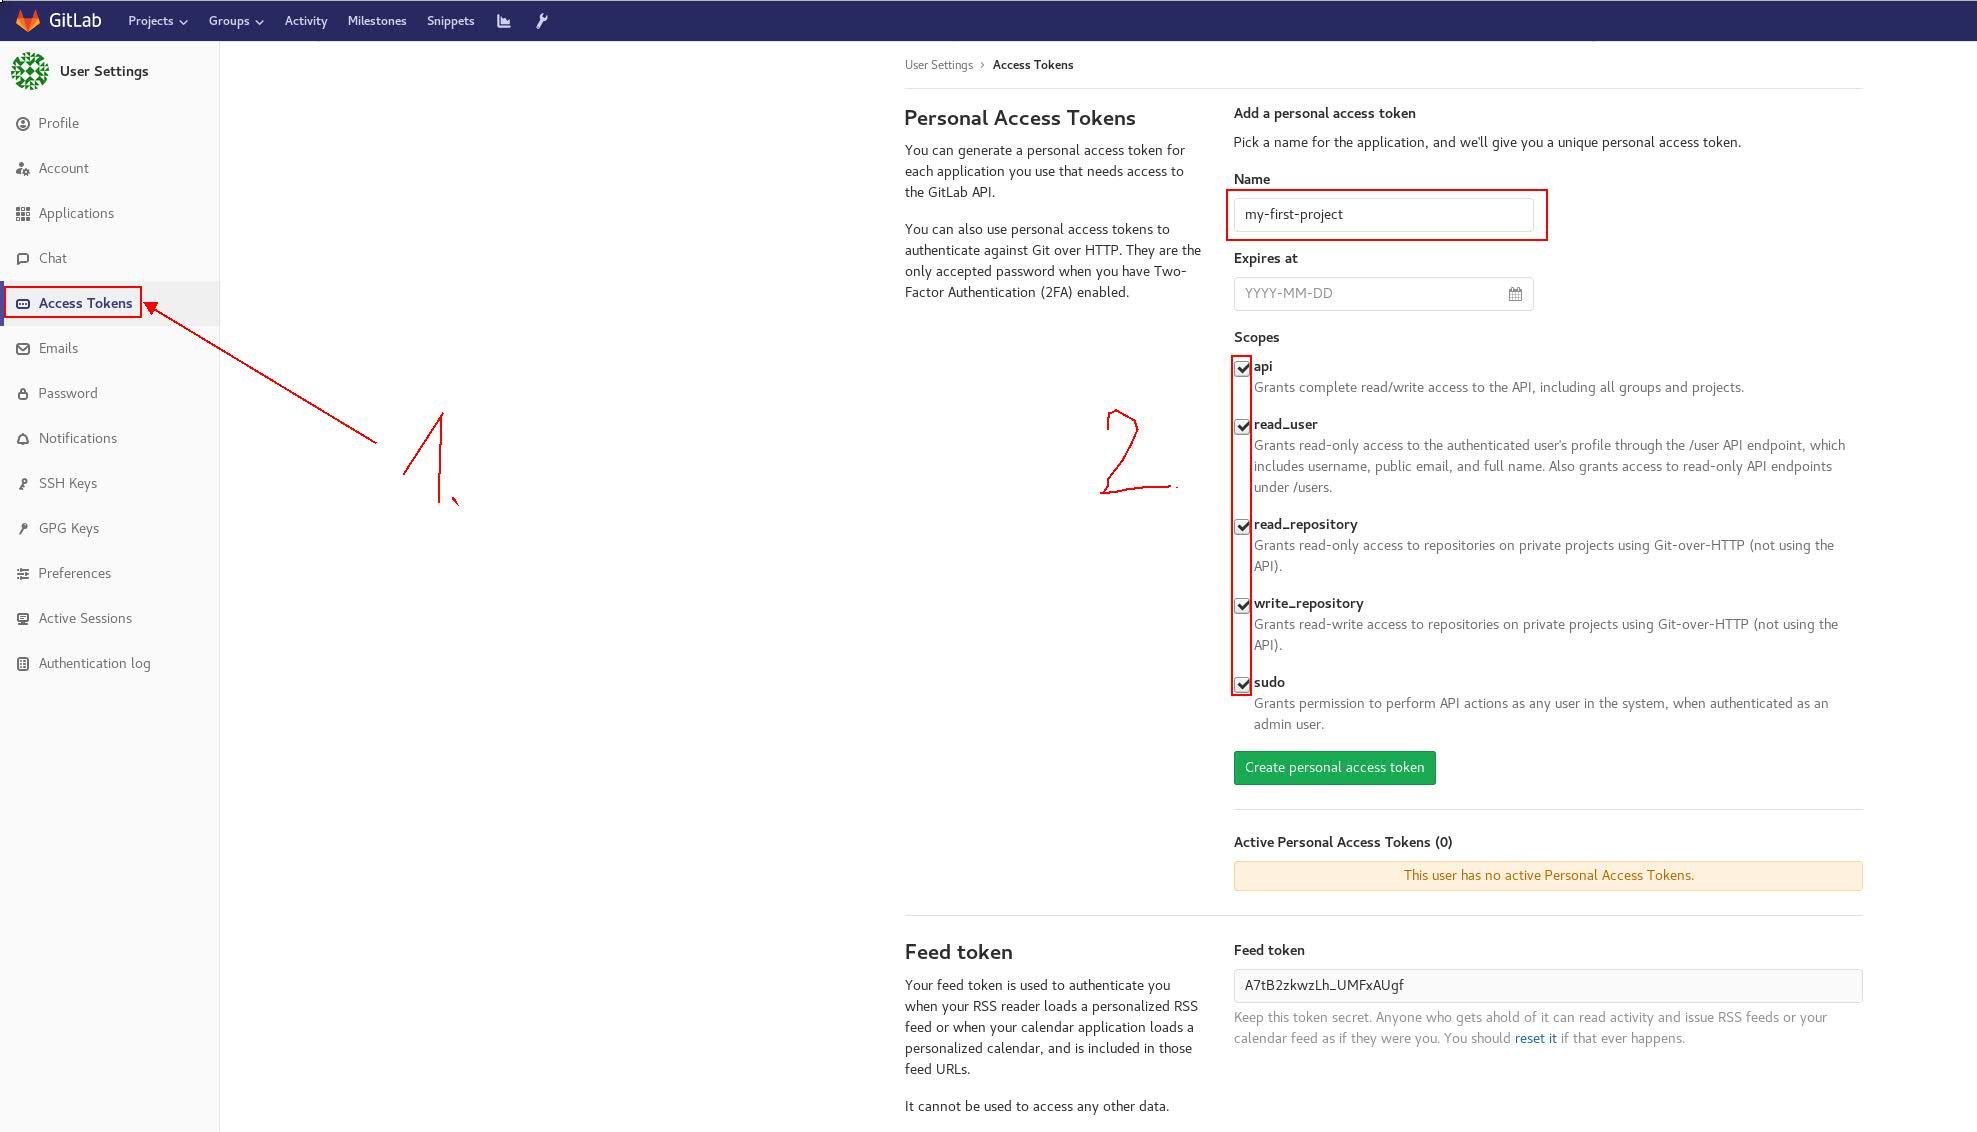 GitLab Projects Groups Activity Milestones Snippets
User Settings
Profile
Account
Applications
Chat
Access Tokens
Emails
Password
Notifications
SSH Keys
GPG Keys
Preferences
Active Sessions
Authentication log
1.
User Settings › Access Tokens
Personal Access Tokens
You can generate a personal access token for
each application you use that needs access to
the GitLab API.
You can also use personal access tokens to
authenticate against Git over HTTP. They are the
only accepted password when you have Two-
Factor Authentication (2FA) enabled.
2.
Add a personal access token
Pick a name for the application, and we'll give you a unique personal access token.
Name
my-first-project
Expires at
YYYY-MM-DD
Scopes
api
Grants complete read/write access to the API, including all groups and projects.
read_user
Grants read-only access to the authenticated user's profile through the /user API endpoint, which
includes username, public email, and full name. Also grants access to read-only API endpoints
under /users.
read_repository
Grants read-only access to repositories on private projects using Git-over-HTTP (not using the
API).
write_repository
Grants read-write access to repositories on private projects using Git-over-HTTP (not using the
API).
sudo
Grants permission to perform API actions as any user in the system, when authenticated as an
admin user.
Create personal access token
Active Personal Access Tokens (0)
This user has no active Personal Access Tokens.
Feed token
Your feed token is used to authenticate you
when your RSS reader loads a personalized RSS
feed or when your calendar application loads a
personalized calendar, and is included in those
feed URLs.
It cannot be used to access any other data.
Feed token
A7tB2zkwzLh_UMFxAUgf
Keep this token secret. Anyone who gets ahold of it can read activity and issue RSS feeds or your
calendar feed as if they were you. You should reset it if that ever happens.